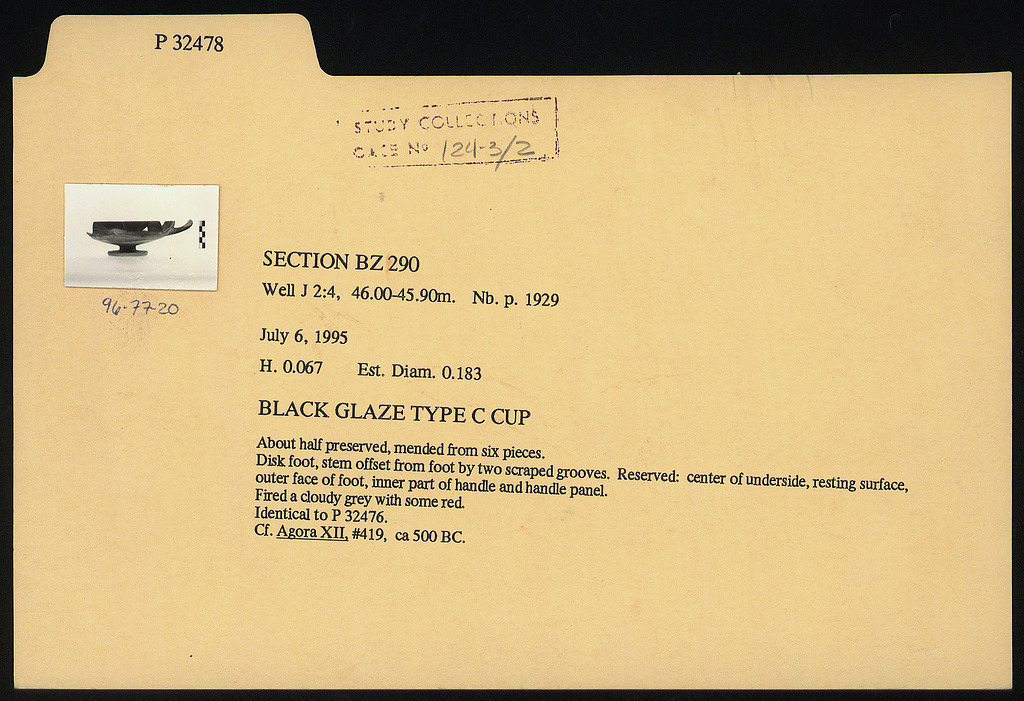 P 32478
STUDY COLLECTIONS
CASE No 124-3/2
96-77-20
SECTION BZ 290
Well J 2:4, 46.00-45.90m. Nb. p. 1929
July 6, 1995
H. 0.067 Est. Diam. 0.183
BLACK GLAZE TYPE C CUP
About half preserved, mended from six pieces.
Disk foot, stem offset from foot by two scraped grooves. Reserved: center of underside, resting surface,
outer face of foot, inner part of handle and handle panel.
Fired a cloudy grey with some red.
Identical to P 32476.
Cf. Agora XII, #419, ca 500 BC.